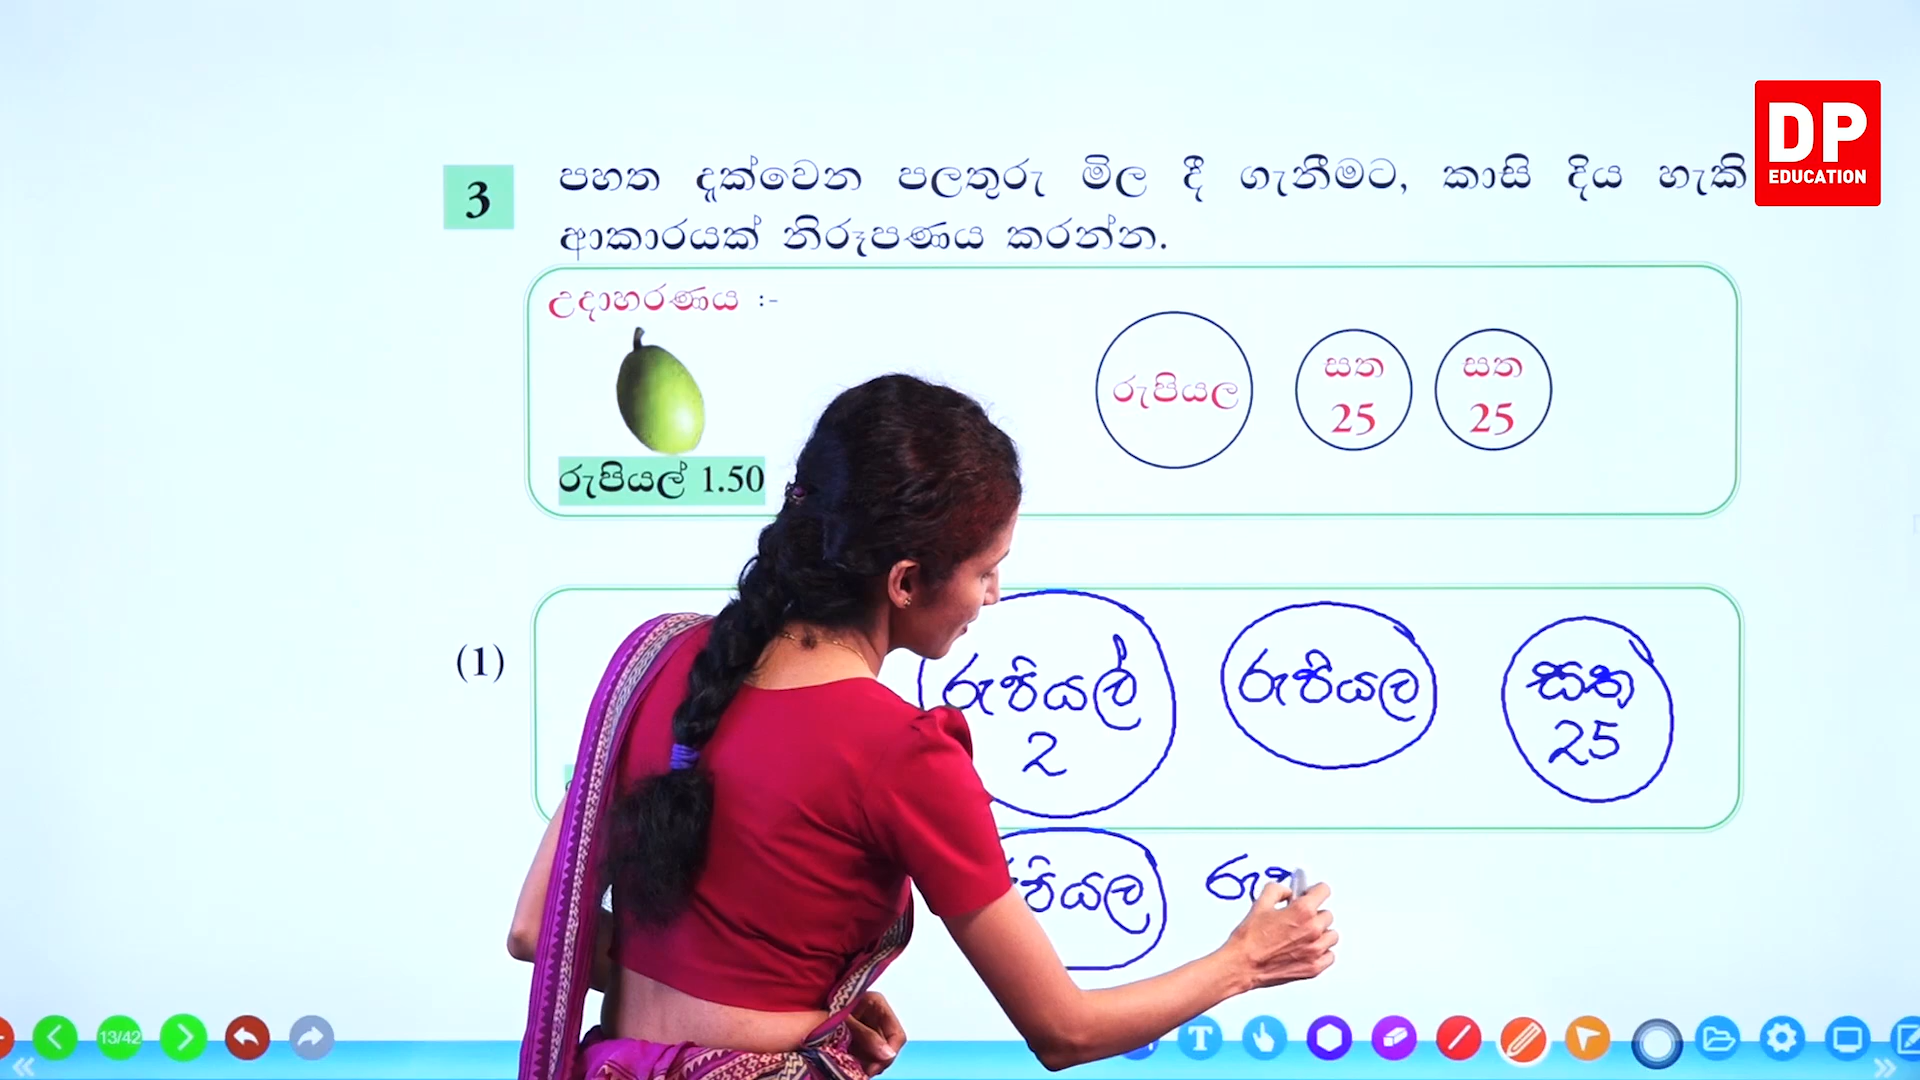 DP
EDUCATION
3 පහත දැක්වෙන පලතුරු මිල දී ගැනීමට, කාසි දිය හැකි
ආකාරයක් නිරූපණය කරන්න.
උදාහරණය :-
රුපියල
සත
25
සත
25
රුපියල් 1.50
(1)
රුපියල්
2
රුපියල
සත
25
13/42
T